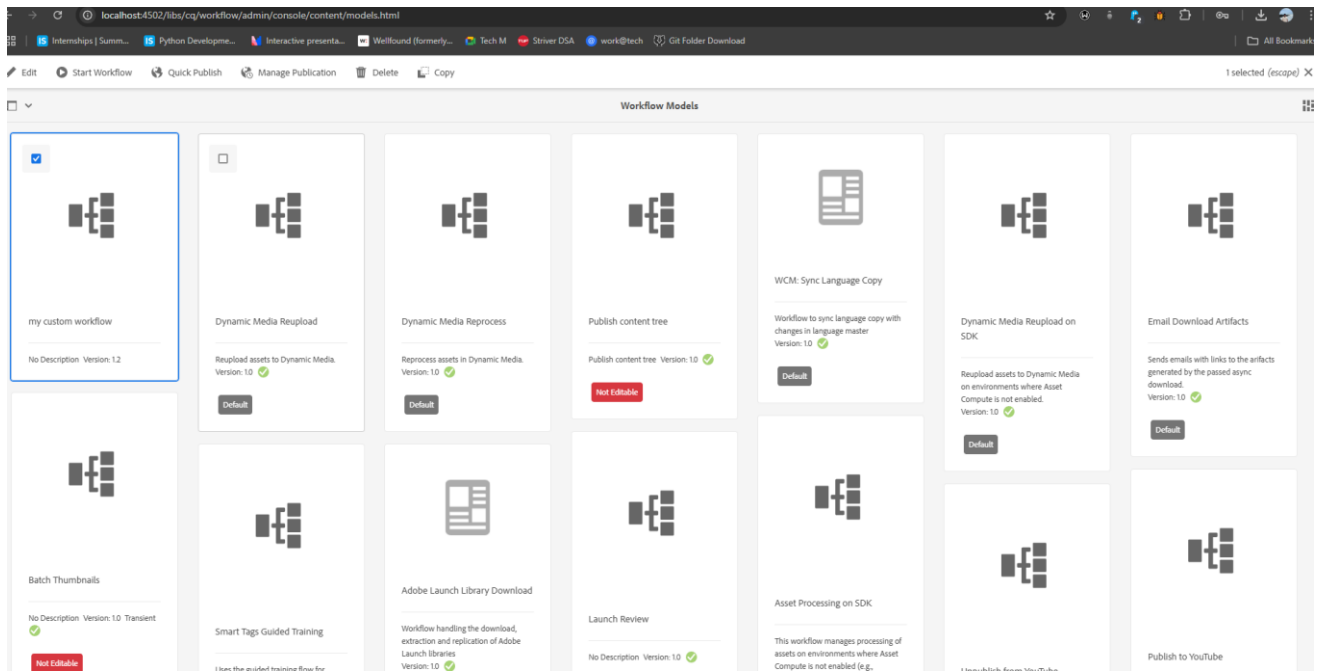 localhost:4502/libs/cq/workflow/admin/console/content/models.html
Internships | Summ... Python Developme... Interactive presenta... Wellfound (formerly... Tech M Striver DSA work@tech Git Folder Download All Bookmark
Edit Start Workflow Quick Publish Manage Publication Delete Copy 1 selected (escape)
Workflow Models
my custom workflow
No Description Version: 1.2
Dynamic Media Reupload
Reupload assets to Dynamic Media.
Version: 1.0
Default
Dynamic Media Reprocess
Reprocess assets in Dynamic Media.
Version: 1.0
Default
Publish content tree
Publish content tree Version: 1.0
Not Editable
WCM: Sync Language Copy
Workflow to sync language copy with
changes in language master
Version: 1.0
Default
Dynamic Media Reupload on
SDK
Reupload assets to Dynamic Media
on environments where Asset
Compute is not enabled.
Version: 1.0
Default
Email Download Artifacts
Sends emails with links to the arifacts
generated by the passed async
download.
Version: 1.0
Default
Batch Thumbnails
No Description Version: 1.0 Transient
Not Editable
Smart Tags Guided Training
Uses the guided training flow for
Adobe Launch Library Download
Workflow handling the download,
extraction and replication of Adobe
Launch libraries
Version: 1.0
Launch Review
No Description Version: 1.0
Asset Processing on SDK
This workflow manages processing of
assets on environments where Asset
Compute is not enabled (e.g.,
Unpublish from YouTube
Publish to YouTube